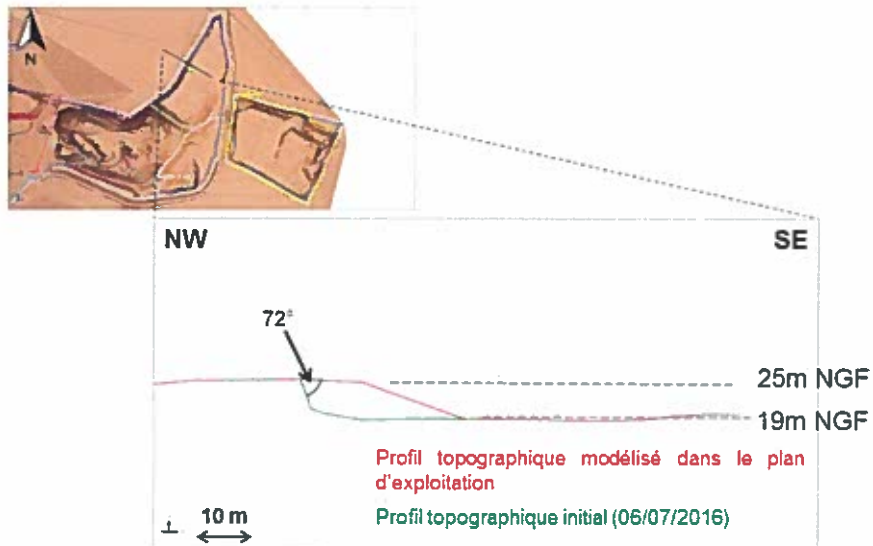 N
NW
SE
72°
25m NGF
19m NGF
Profil topographique modélisé dans le plan
d'exploitation
Profil topographique initial (06/07/2016)
10 m